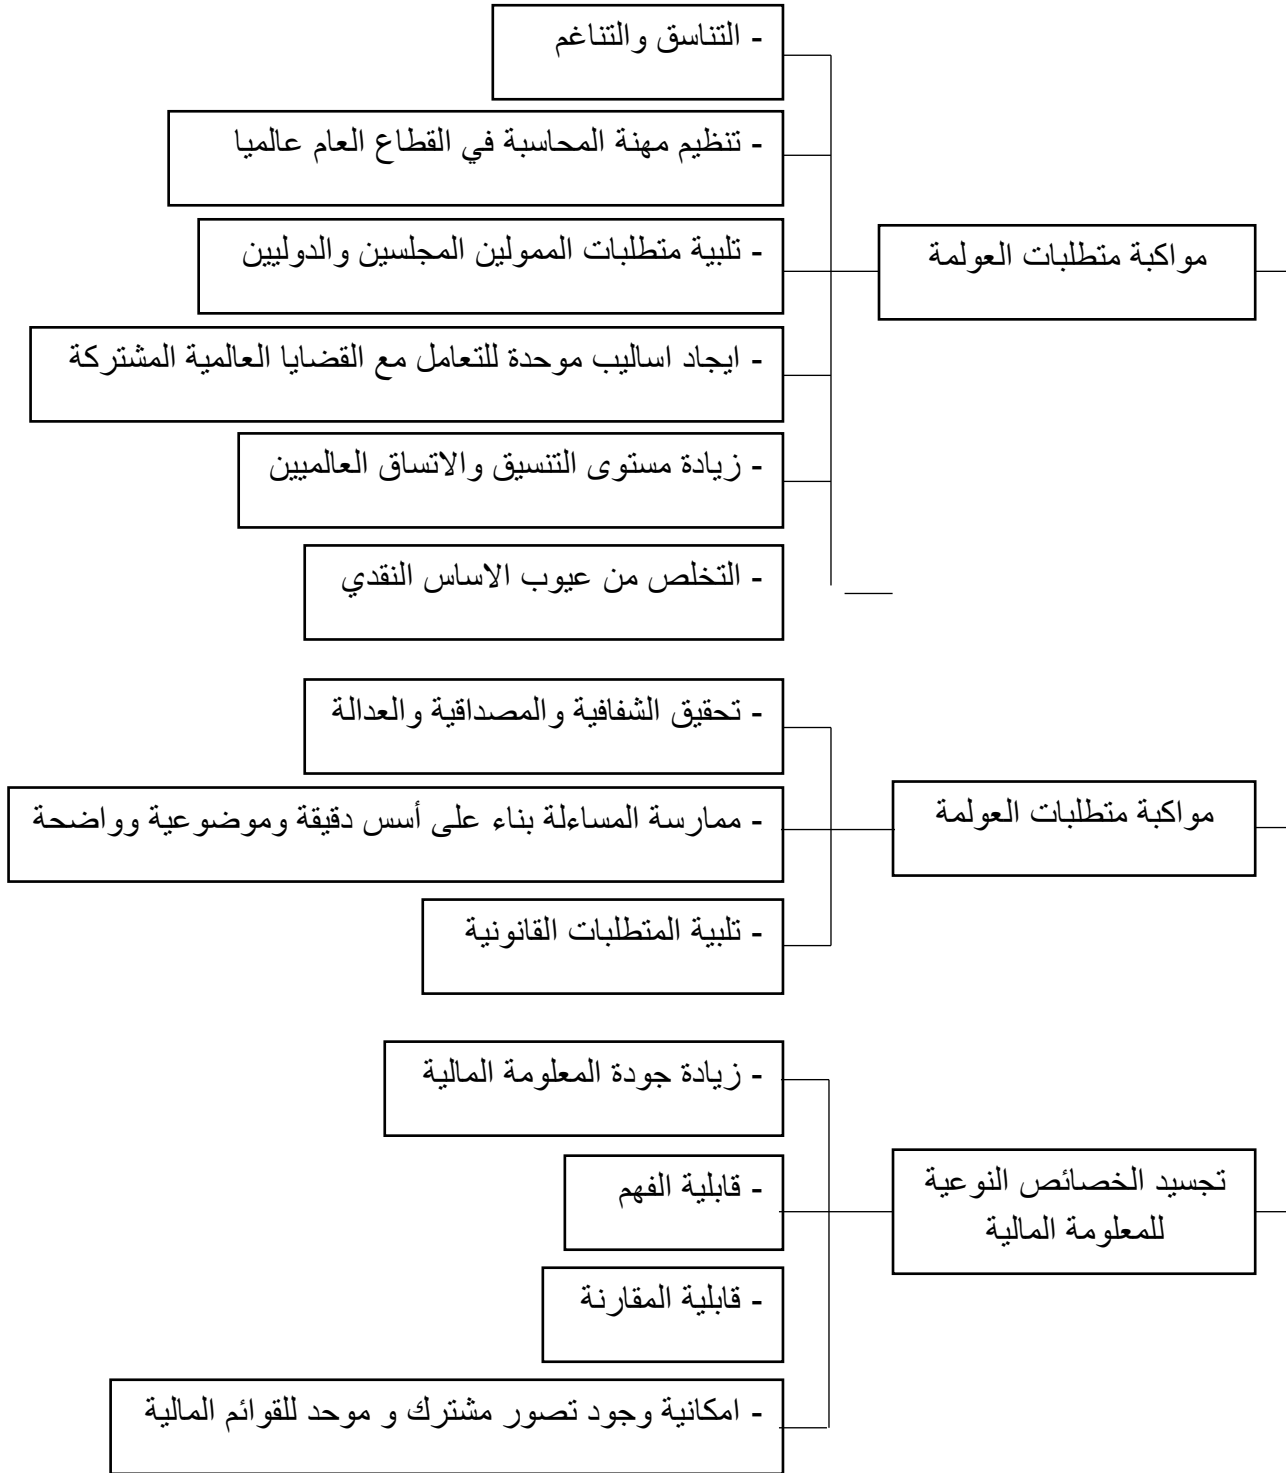 - التناسق والتناغم
- تنظيم مهنة المحاسبة في القطاع العام عالميا
مواكبة متطلبات العولمة
- تلبية متطلبات الممولين المجلسين والدوليين
- ايجاد اساليب موحدة للتعامل مع القضايا العالمية المشتركة
- زيادة مستوى التنسيق والاتساق العالميين
- التخلص من عيوب الاساس النقدي
- تحقيق الشفافية والمصداقية والعدالة
مواكبة متطلبات العولمة
- ممارسة المساءلة بناء على أسس دقيقة وموضوعية وواضحة
- تلبية المتطلبات القانونية
- زيادة جودة المعلومة المالية
تجسيد الخصائص النوعية
للمعلومة المالية
- قابلية الفهم
- قابلية المقارنة
- امكانية وجود تصور مشترك و موحد للقوائم المالية